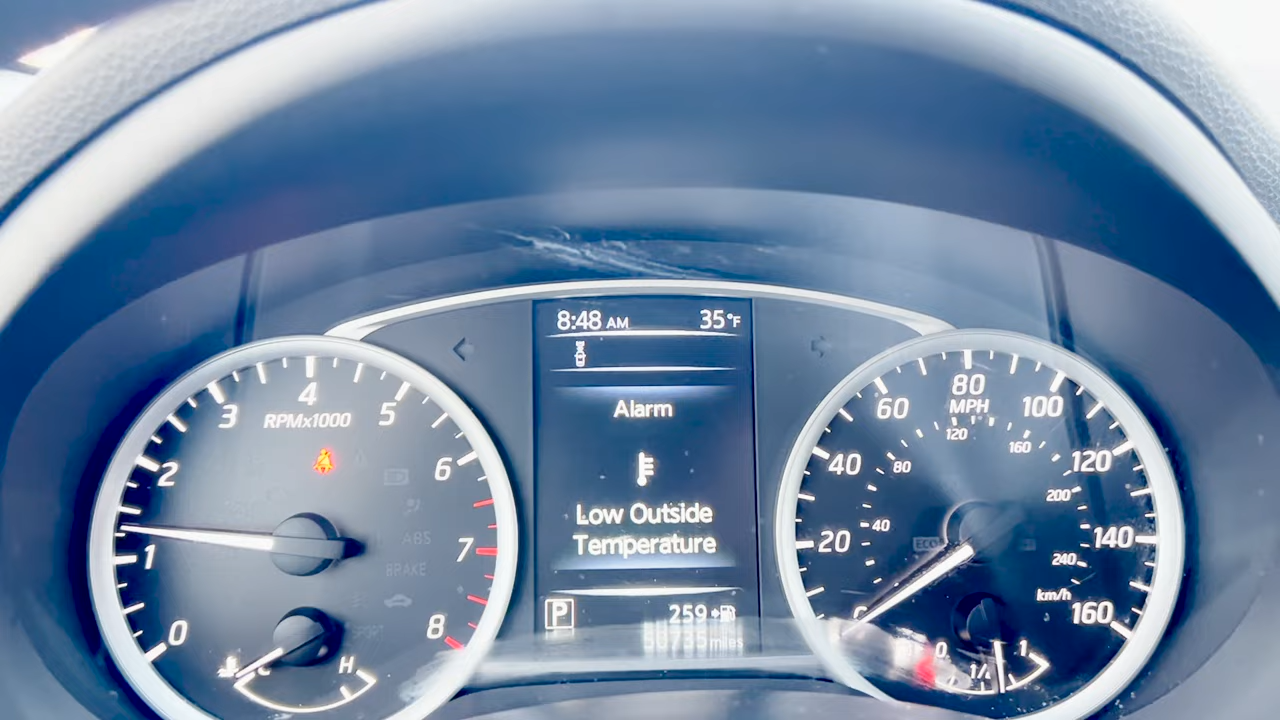 8:48 AM 35°F
Alarm
Low Outside
Temperature
P 259
miles
0 1 2 3 4 5 6 7 8
RPMx1000
ABS
BRAKE
SPORT
H
0 20 40 60 80 100 120 140 160
MPH
40 80 120 160 200 240
km/h
ECO
0 1